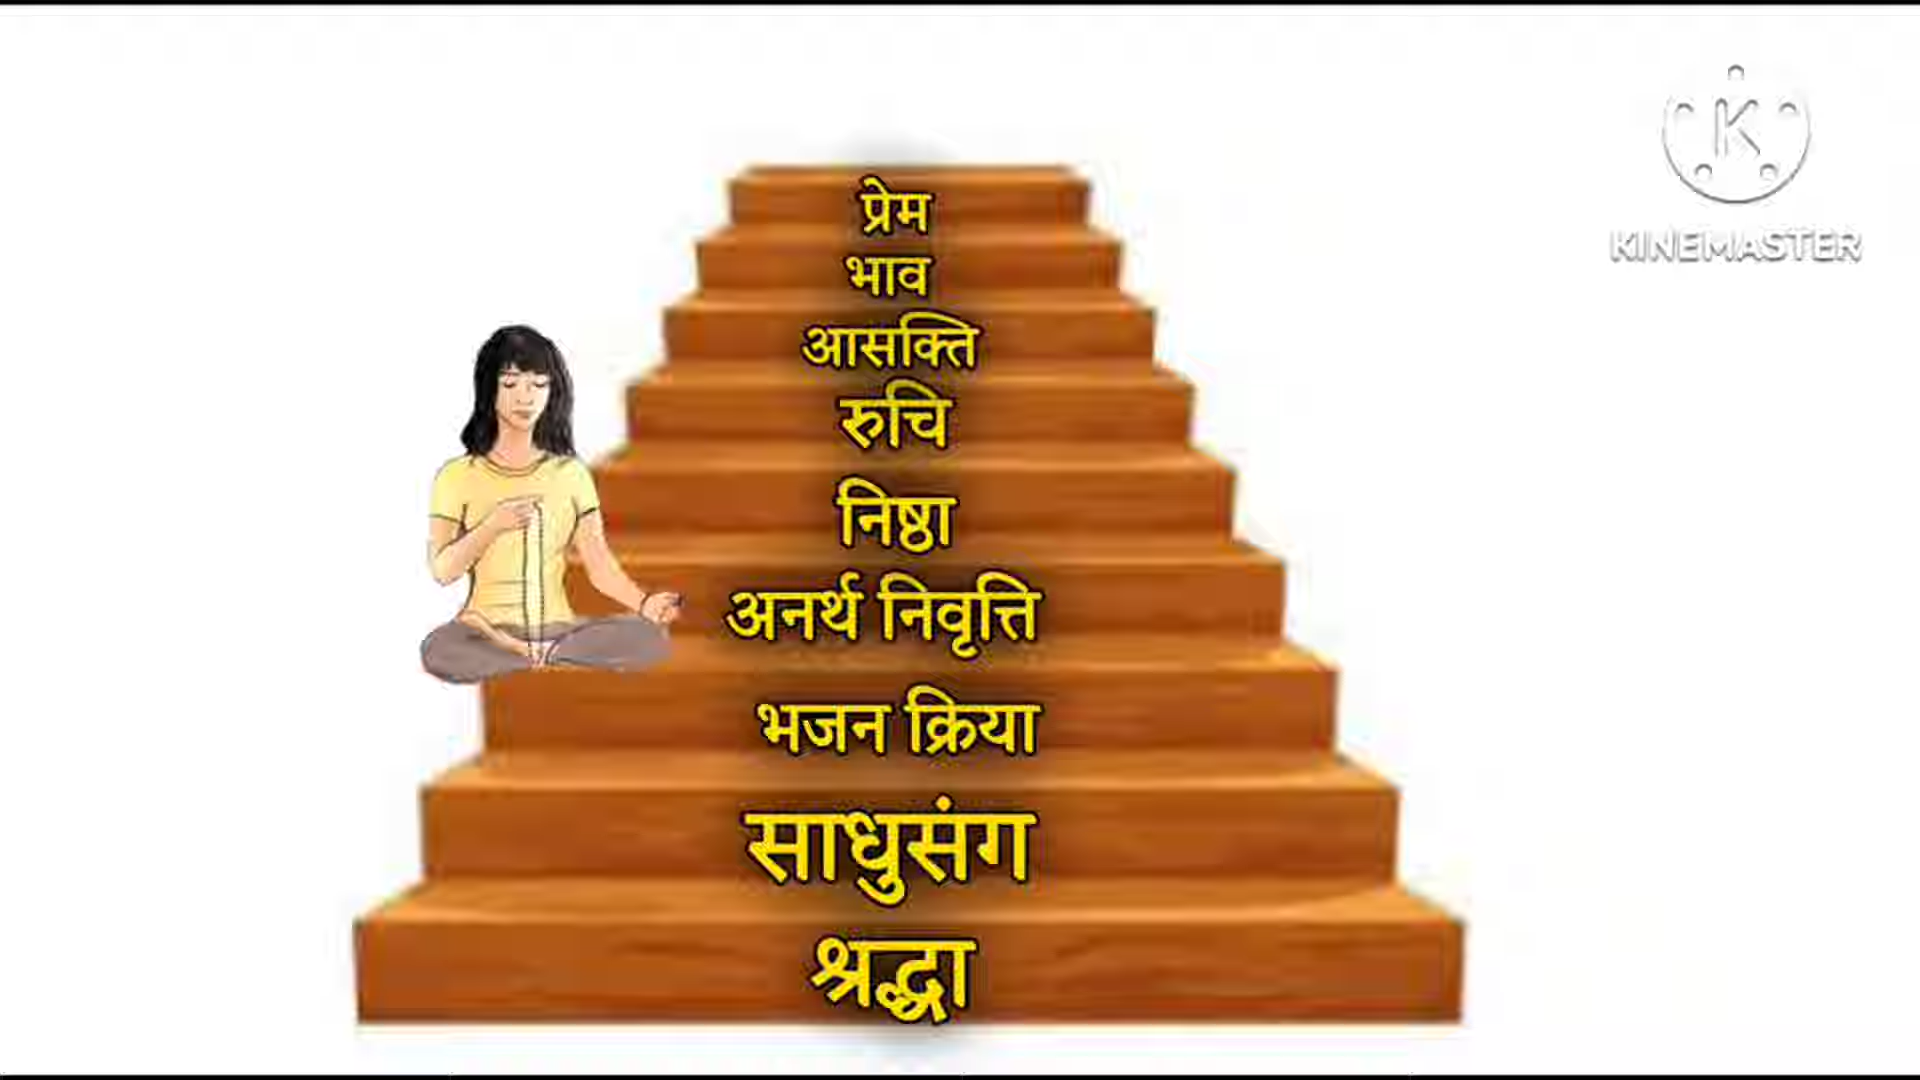 KINEMASTER
प्रेम
भाव
आसक्ति
रुचि
निष्ठा
अनर्थ निवृत्ति
भजन क्रिया
साधुसंग
श्रद्धा